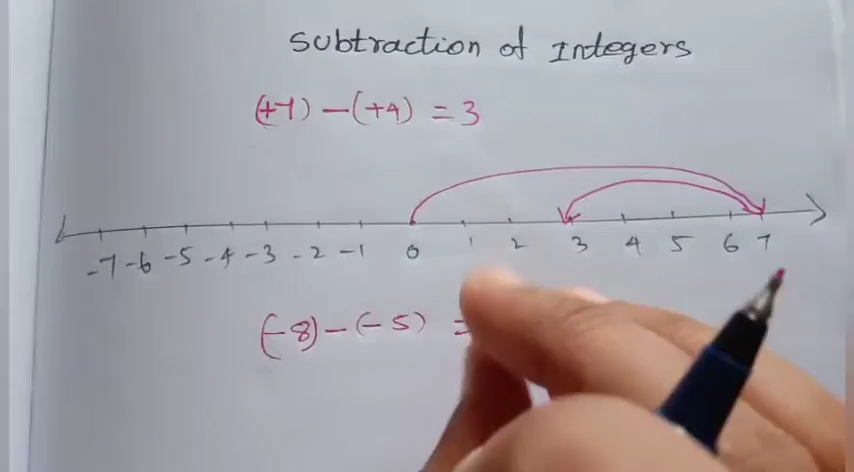 Subtraction of Integers
(+7) - (+4) = 3
-7 -6 -5 -4 -3 -2 -1 0 1 2 3 4 5 6 7
(-8) - (-5) =